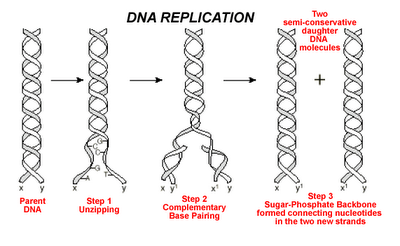 DNA REPLICATION
Two
semi-conservative
daughter
DNA
molecules
+
G
C
G
A
T
x y
x y
x y¹ x y¹
x y¹
x¹ y
Parent
DNA
Step 1
Unzipping
Step 2
Complementary
Base Pairing
Step 3
Sugar-Phosphate Backbone
formed connecting nucleotides
in the two new strands